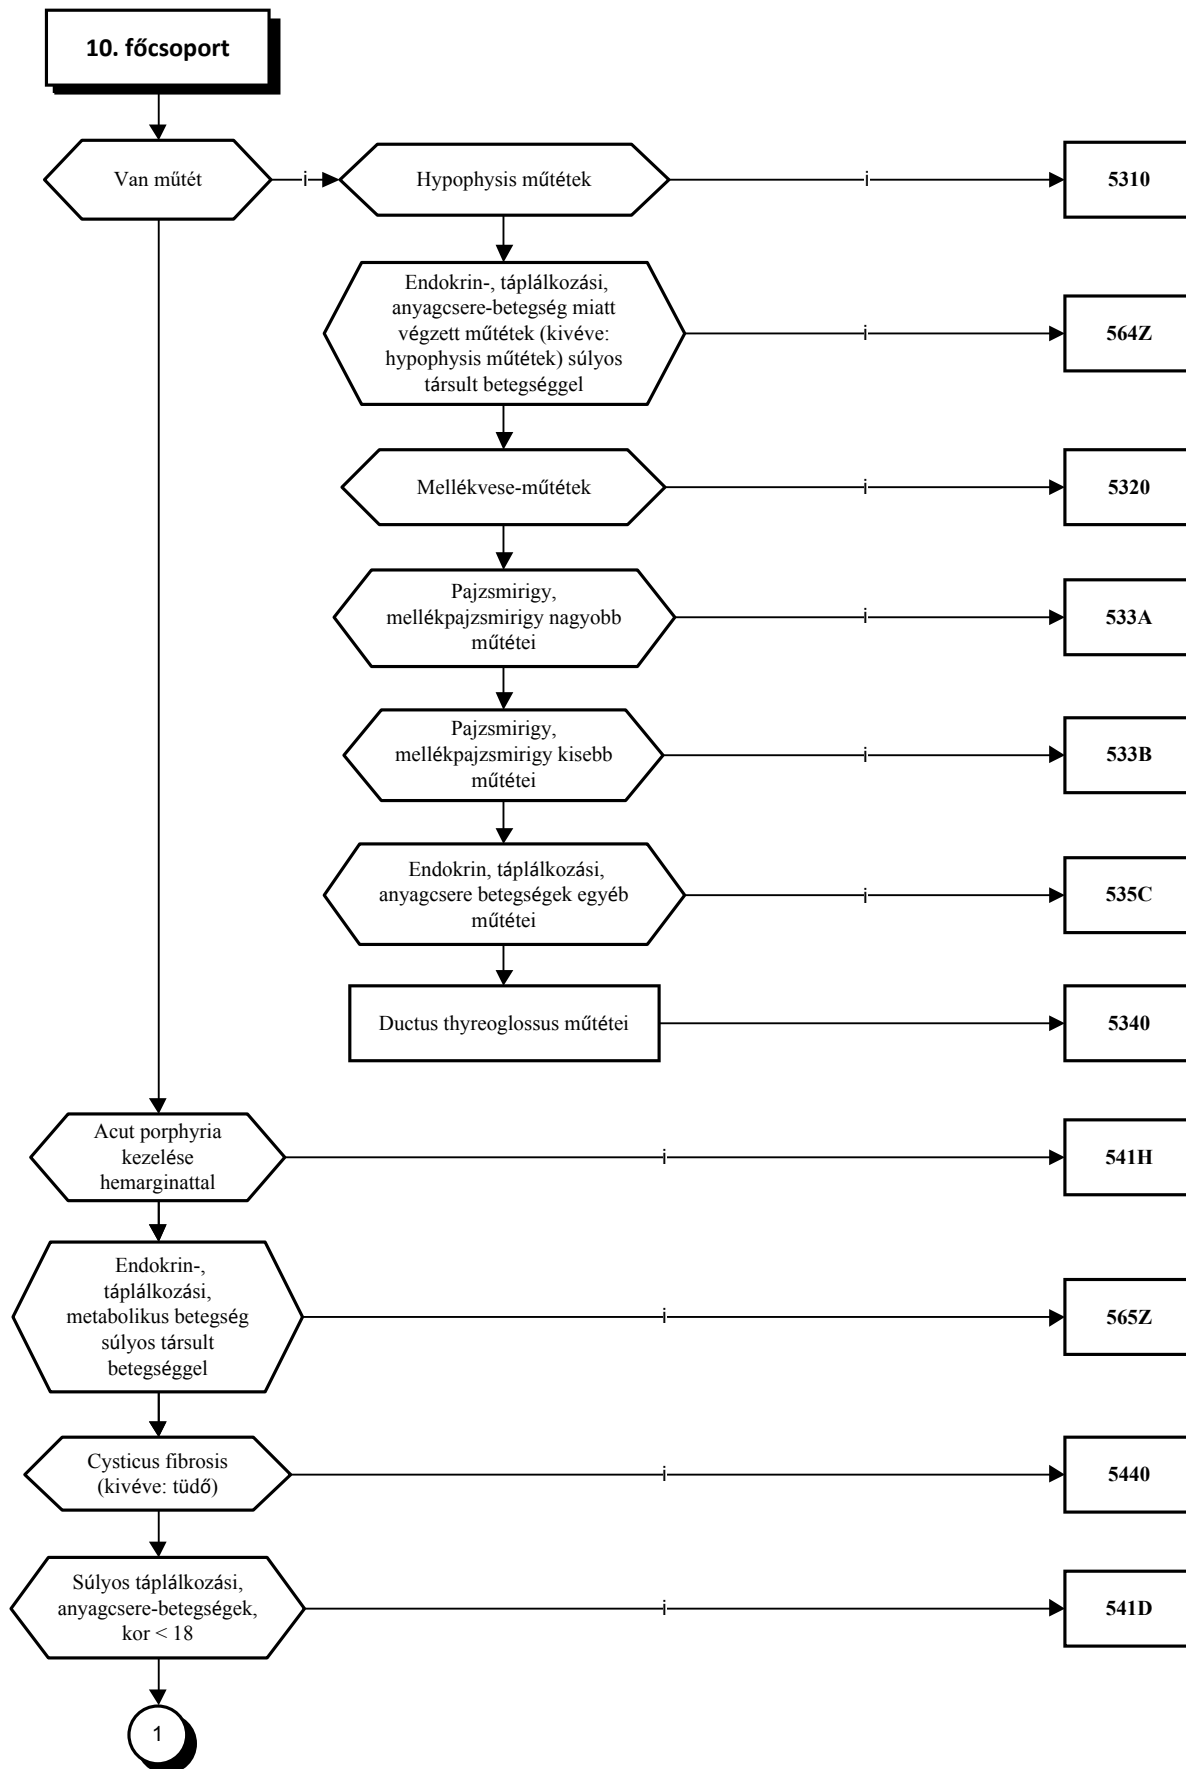 10. főcsoport
Van műtét
i
Hypophysis műtétek
i
5310
Endokrin-, táplálkozási,
anyagcsere-betegség miatt
végzett műtétek (kivéve:
hypophysis műtétek) súlyos
társult betegséggel
i
564Z
Mellékvese-műtétek
i
5320
Pajzsmirigy,
mellékpajzsmirigy nagyobb
műtétei
i
533A
Pajzsmirigy,
mellékpajzsmirigy kisebb
műtétei
i
533B
Endokrin, táplálkozási,
anyagcsere betegségek egyéb
műtétei
i
535C
Ductus thyreoglossus műtétei
5340
Acut porphyria
kezelése
hemarginattal
i
541H
Endokrin-,
táplálkozási,
metabolikus betegség
súlyos társult
betegséggel
i
565Z
Cysticus fibrosis
(kivéve: tüdő)
i
5440
Súlyos táplálkozási,
anyagcsere-betegségek,
kor < 18
i
541D
1